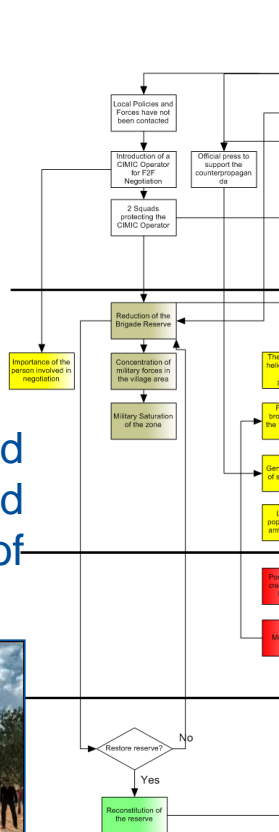 Local Policies and
Forces have not
been contacted
Introduction of a
CIMIC Operator
for F2F
Negotiation
Official press to
support the
counterpropagan
da
2 Squads
protecting the
CIMIC Operator
Reduction of the
Brigade Reserve
Importance of the
person involved in
negotiation
Concentration of
military forces in
the village area
Military Saturation
of the zone
of
No
Restore reserve?
Yes
Reconstitution of
the reserve